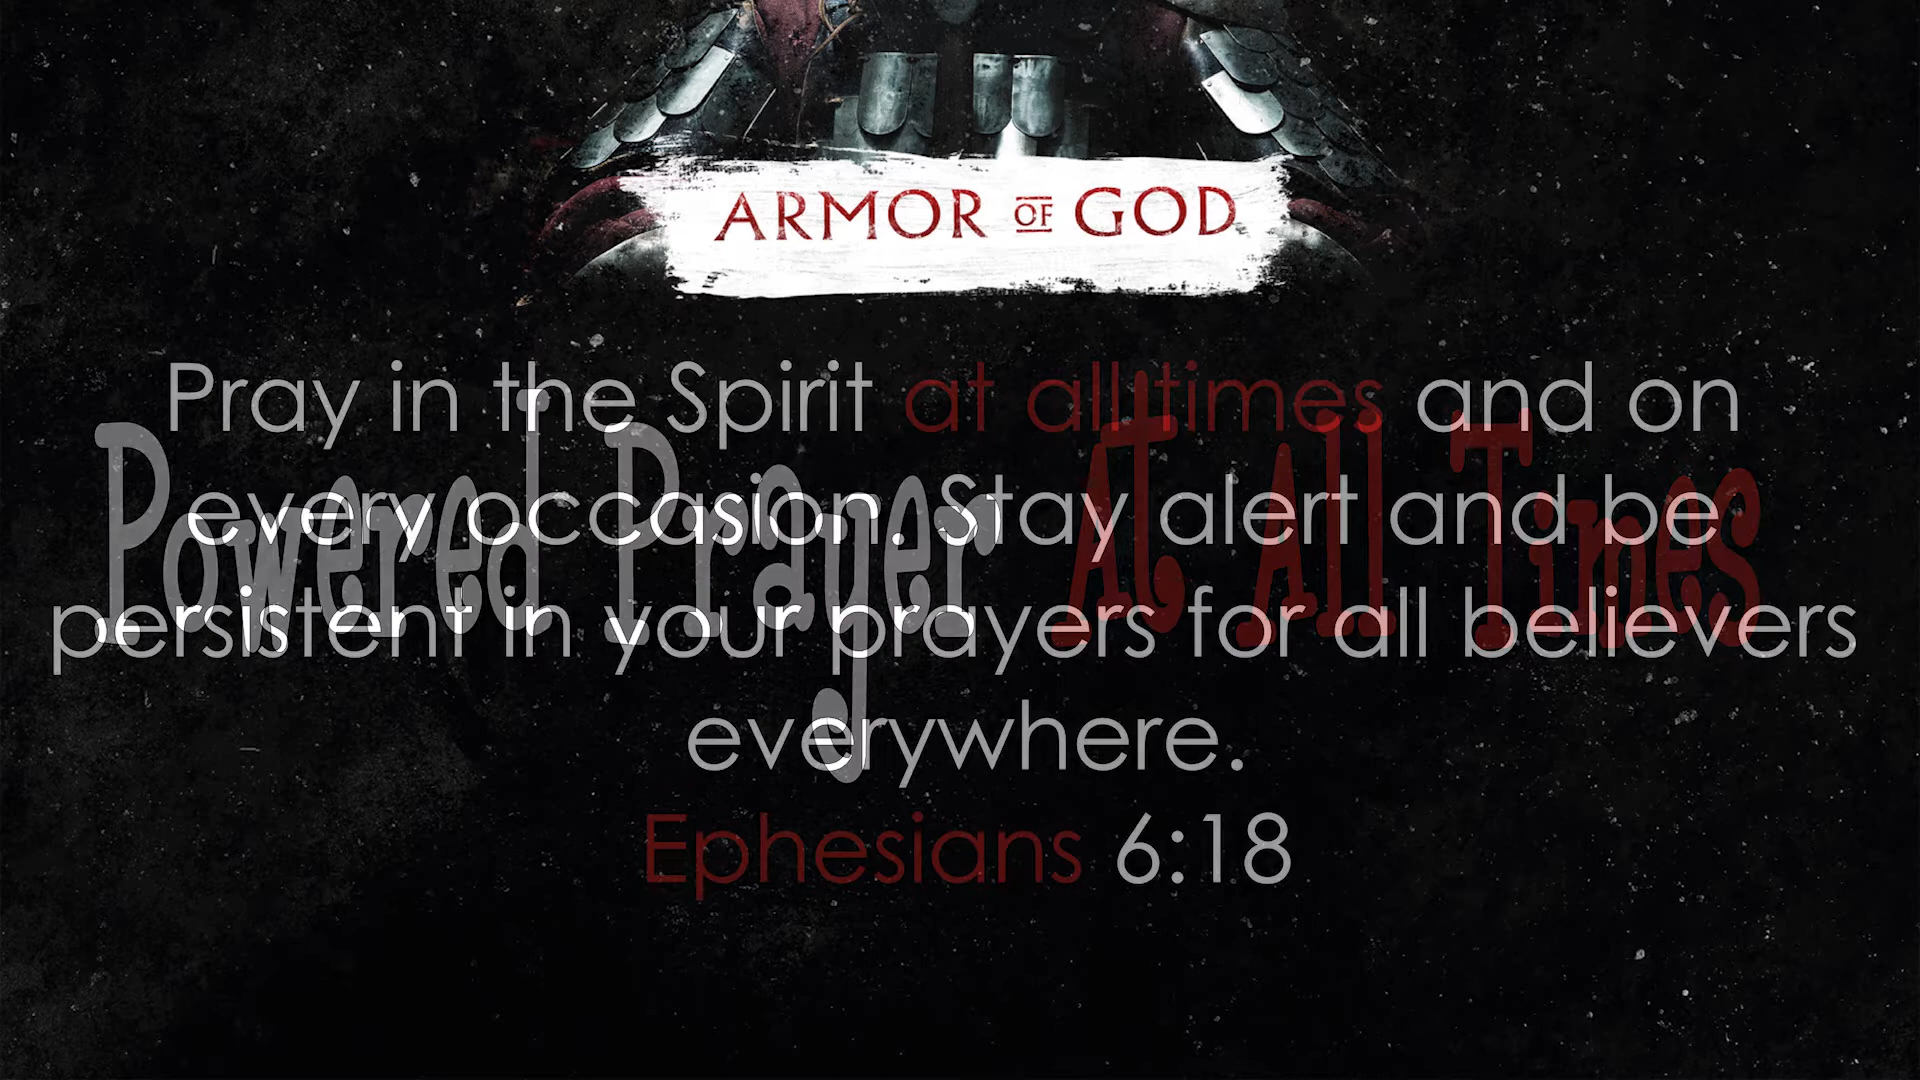 ARMOR OF GOD
Pray in the Spirit at all times and on
Powered Prayer At All Times
every occasion. Stay alert and be
persistent in your prayers for all believers
everywhere.
Ephesians 6:18